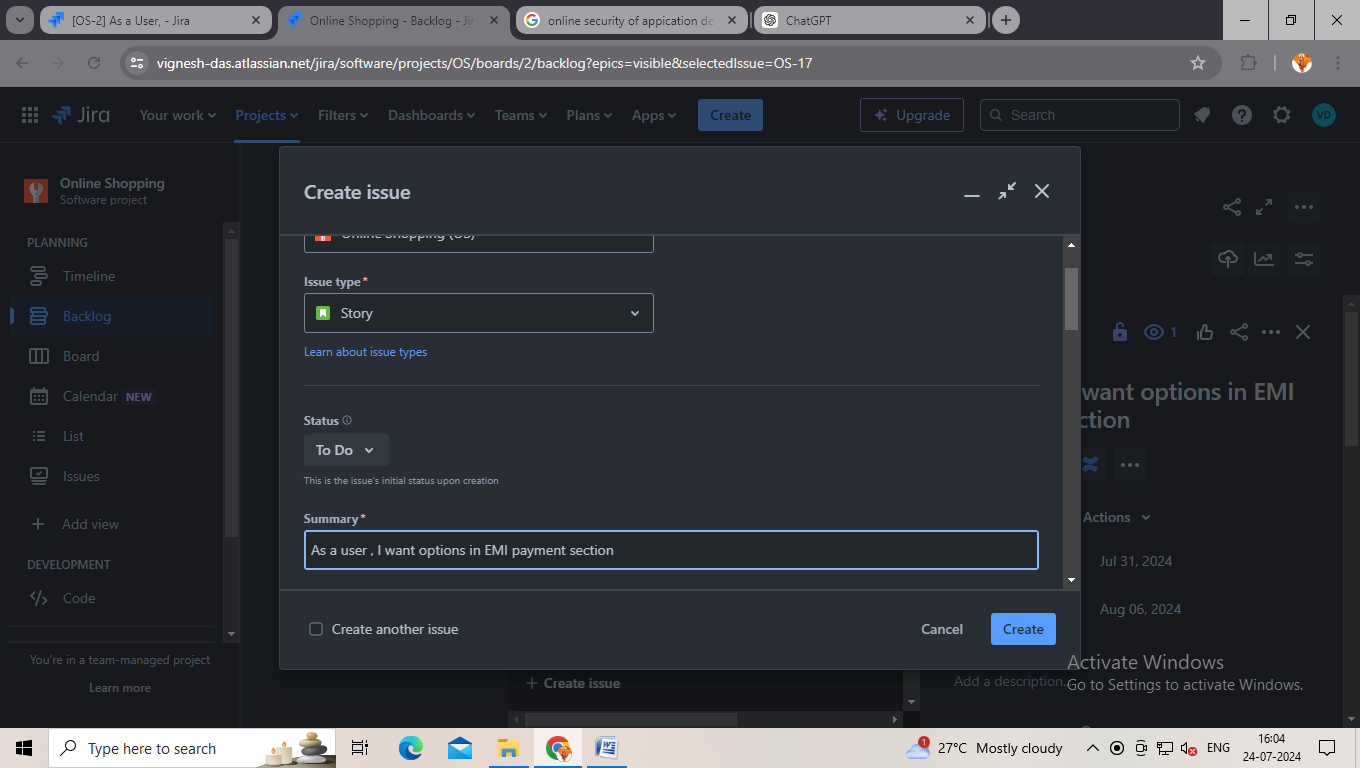 [OS-2] As a User, - Jira
Online Shopping - Backlog - Jira
online security of appication de
ChatGPT
vignesh-das.atlassian.net/jira/software/projects/OS/boards/2/backlog?epics=visible&selectedIssue=OS-17
Jira
Your work
Projects
Filters
Dashboards
Teams
Plans
Apps
Create
Upgrade
Search
VD
Online Shopping
Software project
PLANNING
Timeline
Backlog
Board
Calendar NEW
List
Issues
Add view
DEVELOPMENT
Code
You're in a team-managed project
Learn more
Create issue
Online Shopping (OS)
Issue type*
Story
Learn about issue types
Status
To Do
This is the issue's initial status upon creation
Summary*
As a user , I want options in EMI payment section
Create another issue
Cancel
Create
+ Create issue
1
want options in EMI
ction
Actions
Jul 31, 2024
Aug 06, 2024
Add a description...
Activate Windows
Go to Settings to activate Windows.
Type here to search
1
27°C Mostly cloudy
ENG
16:04
24-07-2024